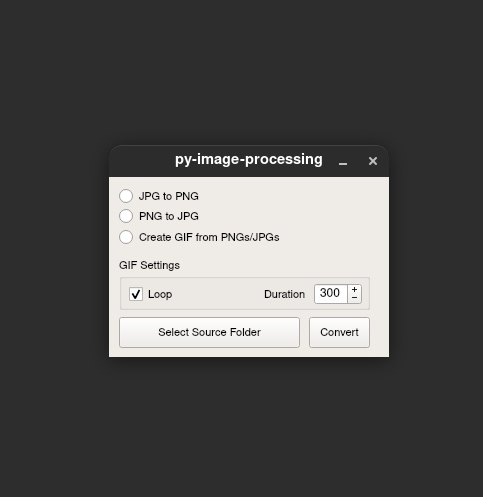 py-image-processing
JPG to PNG
PNG to JPG
Create GIF from PNGs/JPGs
GIF Settings
Loop Duration 300
Select Source Folder Convert